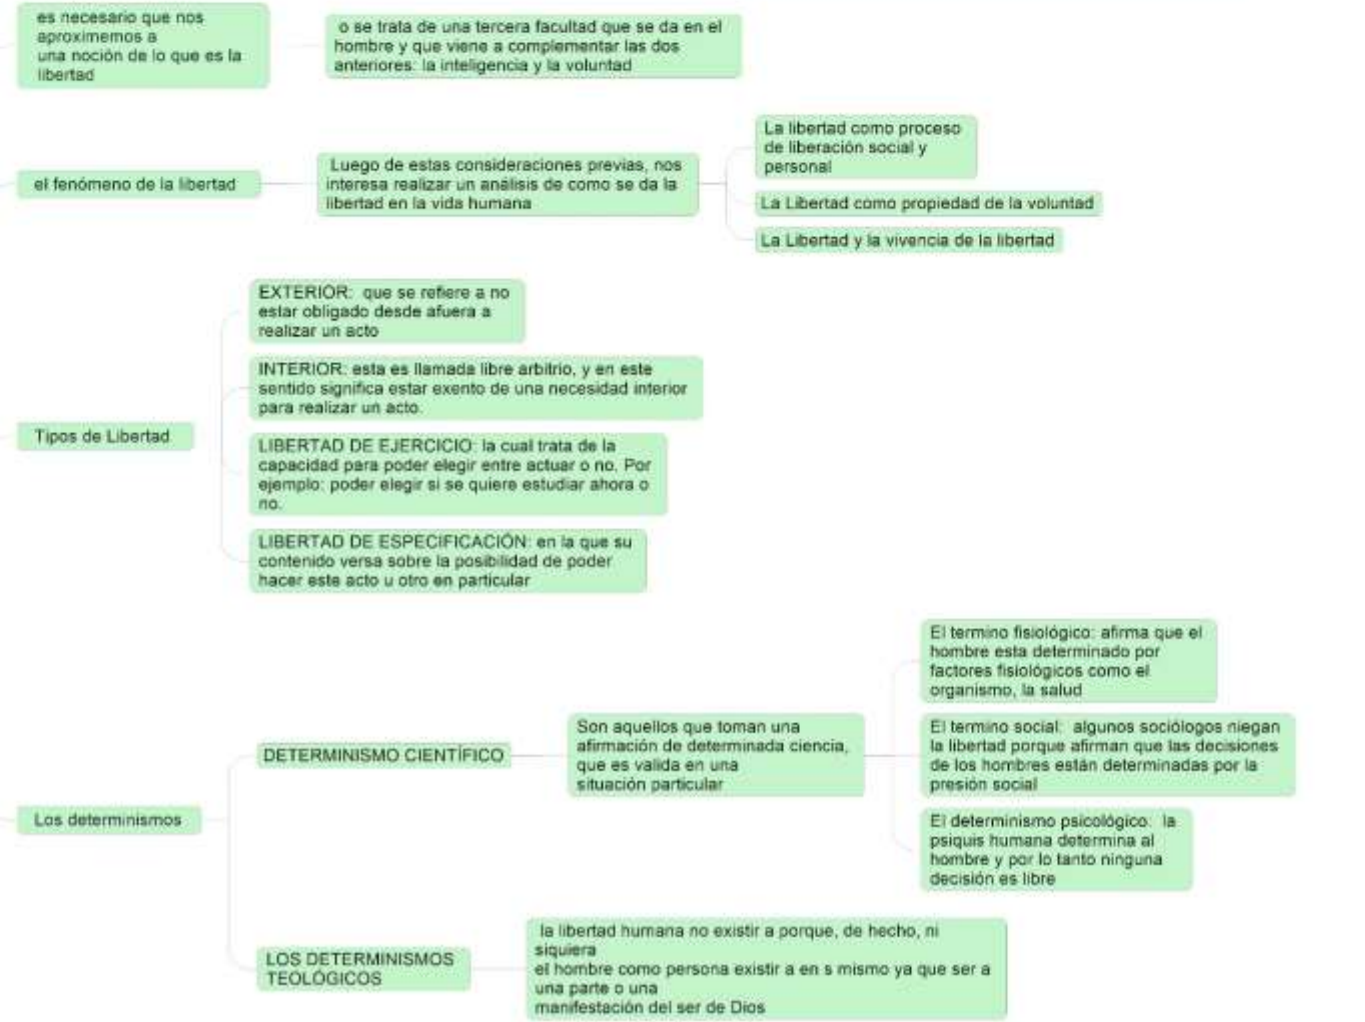 es necesario que nos
aproximemos a
una noción de lo que es la
libertad
o se trata de una tercera facultad que se da en el
hombre y que viene a complementar las dos
anteriores: la inteligencia y la voluntad
el fenómeno de la libertad
Luego de estas consideraciones previas, nos
interesa realizar un análisis de como se da la
libertad en la vida humana
La libertad como proceso
de liberación social y
personal
La Libertad como propiedad de la voluntad
La Libertad y la vivencia de la libertad
Tipos de Libertad
EXTERIOR: que se refiere a no
estar obligado desde afuera a
realizar un acto
INTERIOR: esta es llamada libre arbitrio, y en este
sentido significa estar exento de una necesidad interior
para realizar un acto.
LIBERTAD DE EJERCICIO: la cual trata de la
capacidad para poder elegir entre actuar o no. Por
ejemplo: poder elegir si se quiere estudiar ahora o
no.
LIBERTAD DE ESPECIFICACIÓN: en la que su
contenido versa sobre la posibilidad de poder
hacer este acto u otro en particular
Los determinismos
DETERMINISMO CIENTÍFICO
Son aquellos que toman una
afirmación de determinada ciencia,
que es valida en una
situación particular
El termino fisiológico: afirma que el
hombre esta determinado por
factores fisiológicos como el
organismo, la salud
El termino social: algunos sociólogos niegan
la libertad porque afirman que las decisiones
de los hombres están determinadas por la
presión social
El determinismo psicológico: la
psiquis humana determina al
hombre y por lo tanto ninguna
decisión es libre
LOS DETERMINISMOS
TEOLÓGICOS
la libertad humana no existir a porque, de hecho, ni
siquiera
el hombre como persona existir a en s mismo ya que ser a
una parte o una
manifestación del ser de Dios